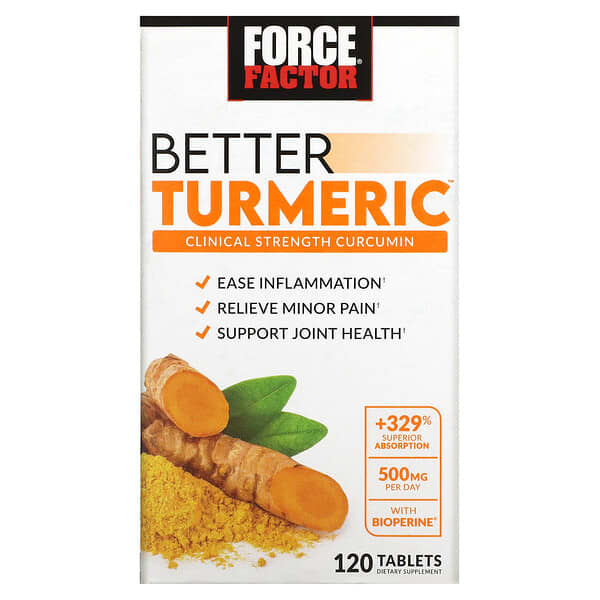 FORCE
FACTOR®
BETTER
TURMERIC™
CLINICAL STRENGTH CURCUMIN
EASE INFLAMMATION†
RELIEVE MINOR PAIN†
SUPPORT JOINT HEALTH†
+329%
SUPERIOR
ABSORPTION
500MG
PER DAY
WITH
BIOPERINE®
120 TABLETS
DIETARY SUPPLEMENT